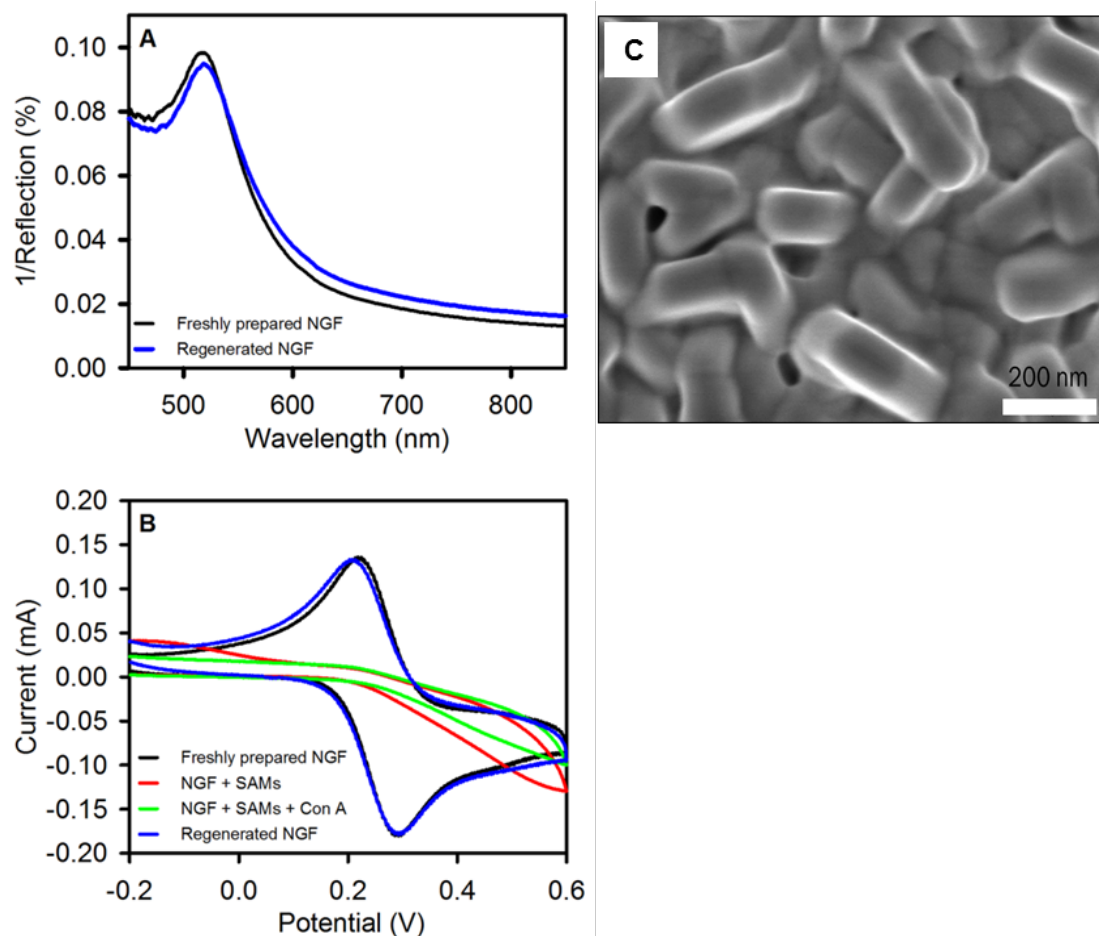 A
0.10
0.08
0.06
0.04
0.02
0.00
1/Reflection (%)
Freshly prepared NGF
Regenerated NGF
500 600 700 800
Wavelength (nm)
C
200 nm
B
0.20
0.15
0.10
0.05
0.00
-0.05
-0.10
-0.15
-0.20
Current (mA)
Freshly prepared NGF
NGF + SAMs
NGF + SAMs + Con A
Regenerated NGF
-0.2 0.0 0.2 0.4 0.6
Potential (V)